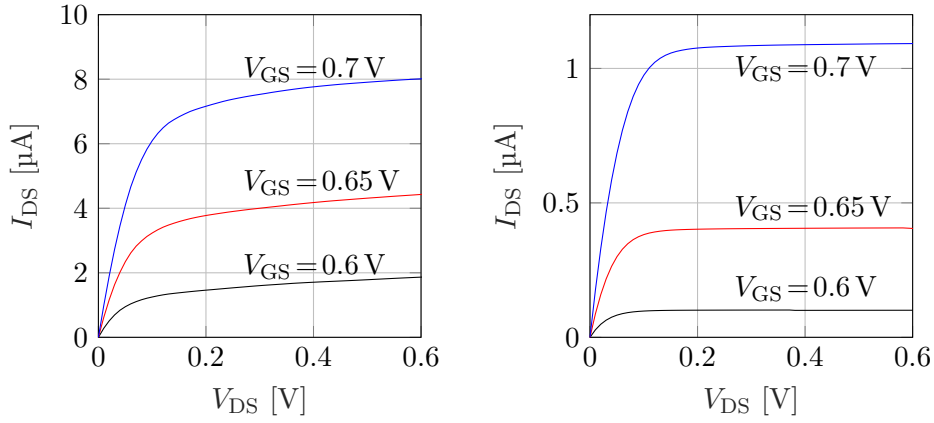 10
8
6
4
2
0
I_DS [µA]
V_GS = 0.7 V
V_GS = 0.65 V
V_GS = 0.6 V
0 0.2 0.4 0.6
V_DS [V]
1
0.5
0
I_DS [µA]
V_GS = 0.7 V
V_GS = 0.65 V
V_GS = 0.6 V
0 0.2 0.4 0.6
V_DS [V]